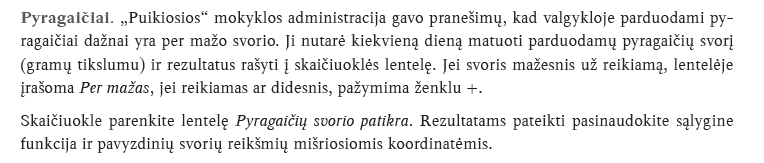 Pyragaičiai. „Puikiosios“ mokyklos administracija gavo pranešimų, kad valgykloje parduodami py-
ragaičiai dažnai yra per mažo svorio. Ji nutarė kiekvieną dieną matuoti parduodamų pyragaičių svorį
(gramų tikslumu) ir rezultatus rašyti į skaičiuoklės lentelę. Jei svoris mažesnis už reikiamą, lentelėje
įrašoma Per mažas, jei reikiamas ar didesnis, pažymima ženklu +.
Skaičiuokle parenkite lentelę Pyragaičių svorio patikra. Rezultatams pateikti pasinaudokite sąlygine
funkcija ir pavyzdinių svorių reikšmių mišriosiomis koordinatėmis.